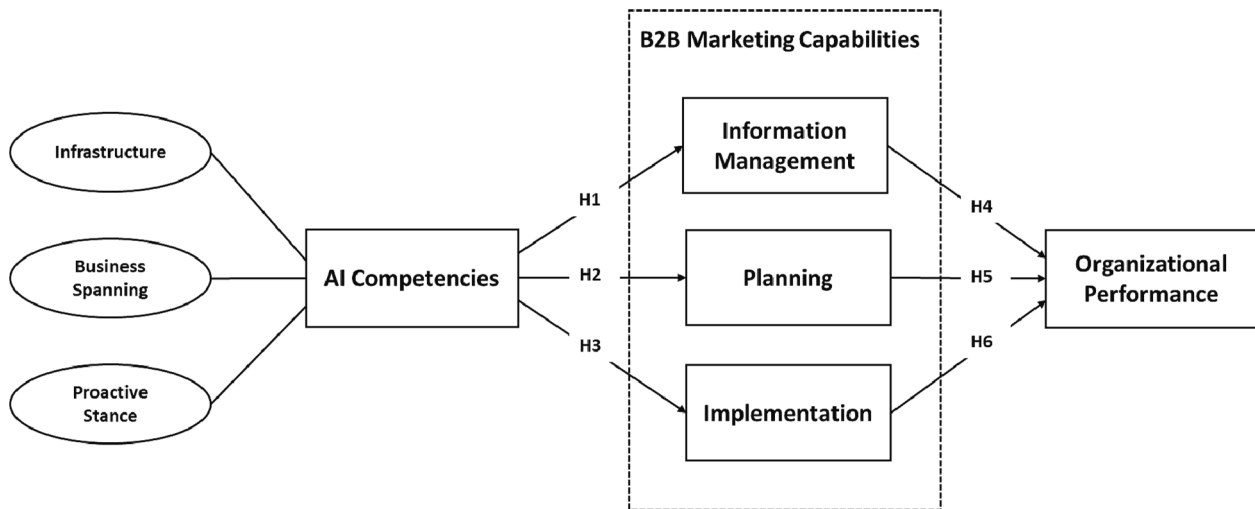 B2B Marketing Capabilities
Infrastructure
Business
Spanning
Proactive
Stance
AI Competencies
H1
H2
H3
Information
Management
Planning
Implementation
H4
H5
H6
Organizational
Performance